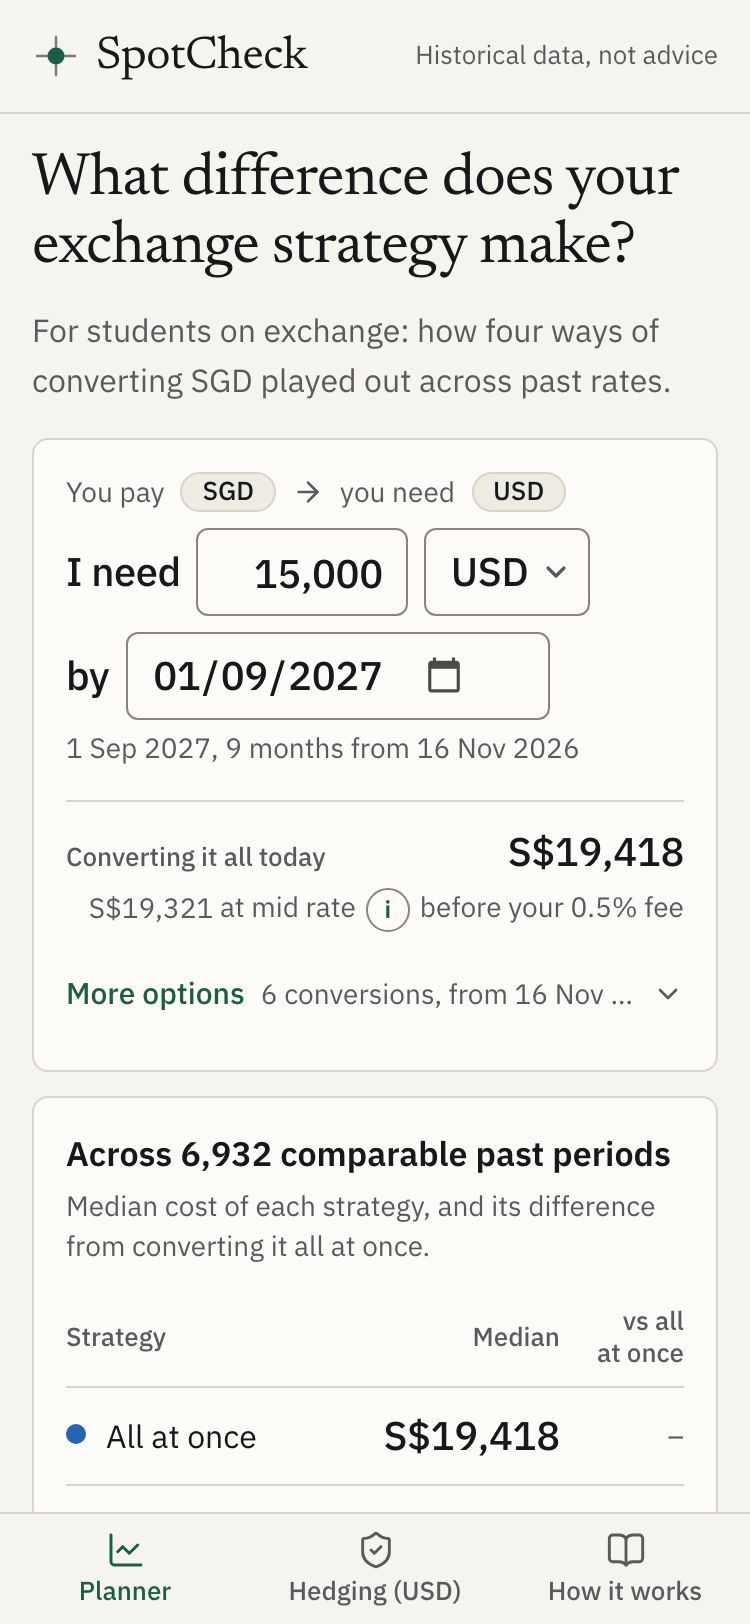 SpotCheck
Historical data, not advice
What difference does your
exchange strategy make?
For students on exchange: how four ways of
converting SGD played out across past rates.
You pay SGD → you need USD
I need 15,000 USD
by 01/09/2027
1 Sep 2027, 9 months from 16 Nov 2026
Converting it all today S$19,418
S$19,321 at mid rate i before your 0.5% fee
More options 6 conversions, from 16 Nov ...
Across 6,932 comparable past periods
Median cost of each strategy, and its difference
from converting it all at once.
Strategy Median vs all
at once
All at once S$19,418 –
Planner Hedging (USD) How it works